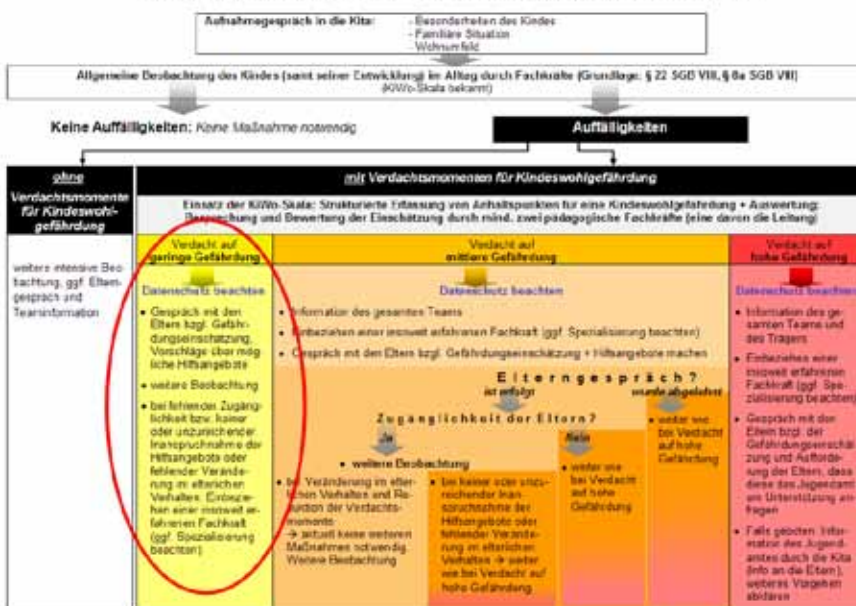 Aufnahmegespräch in die Kita:
- Besonderheiten des Kindes
- Familiäre Situation
- Wohnumfeld
Allgemeine Beobachtung des Kindes (samt seiner Entwicklung) im Alltag durch Fachkräfte (Grundlage: § 22 SGB VIII, § 8a SGB VIII)
(KiWo-Skala bekannt)
Keine Auffälligkeiten: Keine Maßnahme notwendig
Auffälligkeiten
ohne
Verdachtsmomente
für Kindeswohl-
gefährdung
weitere intensive Beo-
bachtung, ggf. Eltern-
gespräch und
Teaminformation
mit Verdachtsmomenten für Kindeswohlgefährdung
Einsatz der KiWo-Skala: Strukturierte Erfassung von Anhaltspunkten für eine Kindeswohlgefährdung + Auswertung;
Besprechung und Bewertung der Einschätzung durch mind. zwei pädagogische Fachkräfte (eine davon die Leitung)
Verdacht auf
geringe Gefährdung
Datenschutz beachten
• Gespräch mit den
Eltern bzgl. Gefähr-
dungseinschätzung,
Vorschläge über mög-
liche Hilfsangebote
• weitere Beobachtung
• bei fehlender Zugäng-
lichkeit bzw. keiner
oder unzureichender
Inanspruchnahme der
Hilfsangebote oder
fehlender Verände-
rung im elterlichen
Verhalten: Einbezie-
hen einer insoweit er-
fahrenen Fachkraft
(ggf. Spezialisierung
beachten)
Verdacht auf
mittlere Gefährdung
Datenschutz beachten
• Information des gesamten Teams
• Einbeziehen einer insoweit erfahrenen Fachkraft (ggf. Spezialisierung beachten)
• Gespräch mit den Eltern bzgl. Gefährdungseinschätzung + Hilfsangebote machen
Elterngespräch?
ist erfolgt
wurde abgelehnt
Zugänglichkeit der Eltern?
Ja
Nein
• weitere Beobachtung
• bei Veränderung im elter-
lichen Verhalten und Re-
duktion der Verdachts-
momente
→ aktuell keine weiteren
Maßnahmen notwendig.
Weitere Beobachtung
• bei keiner oder unzu-
reichender Inan-
spruchnahme der
Hilfsangebote oder
fehlender Verände-
rung im elterlichen
Verhalten → weiter
wie bei Verdacht auf
hohe Gefährdung
• weiter wie
bei Verdacht
auf hohe
Gefährdung
• weiter wie
bei Verdacht
auf hohe
Gefährdung
Verdacht auf
hohe Gefährdung
Datenschutz beachten
• Information des ge-
samten Teams und
des Trägers
• Einbeziehen einer
insoweit erfahrenen
Fachkraft (ggf. Spe-
zialisierung beachten)
• Gespräch mit den
Eltern bzgl. der
Gefährdungseinschät-
zung und Aufforde-
rung der Eltern, dass
diese das Jugendamt
um Unterstützung an-
fragen
• Falls geboten: Infor-
mation des Jugend-
amtes durch die Kita
(Info an die Eltern),
weiteres Vorgehen
abklären